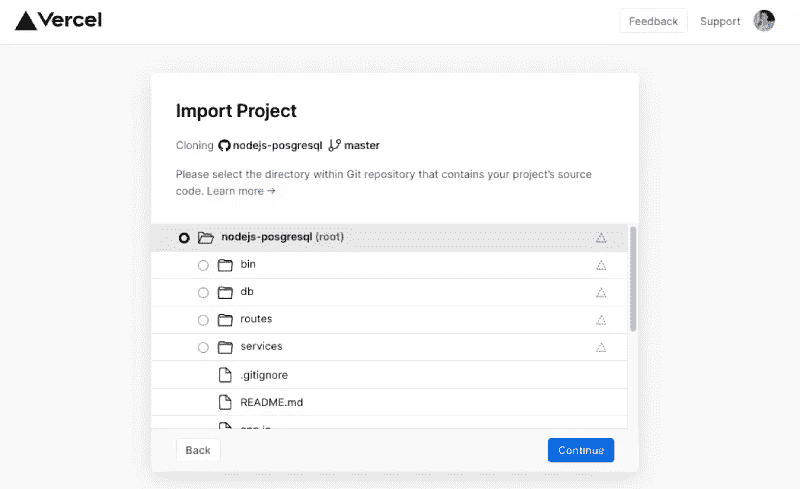 Vercel
Feedback
Support
Import Project
Cloning nodejs-posgresql master
Please select the directory within Git repository that contains your project's source
code. Learn more →
nodejs-posgresql (root)
bin
db
routes
services
.gitignore
README.md
Back
Continue